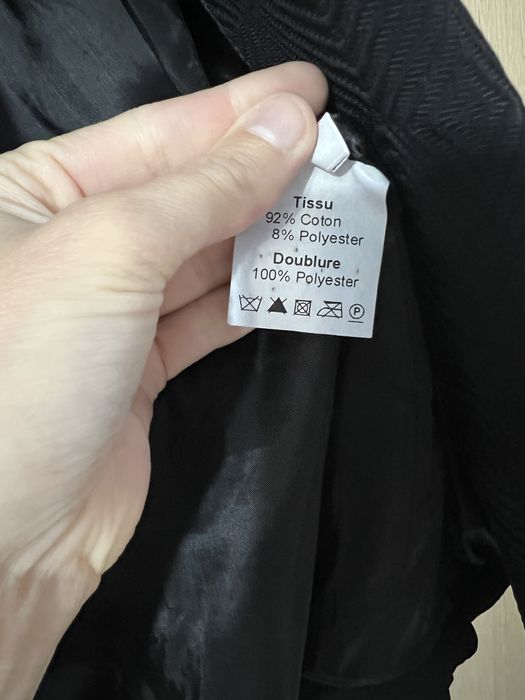 Tissu
92% Coton
8% Polyester
Doublure
100% Polyester
P